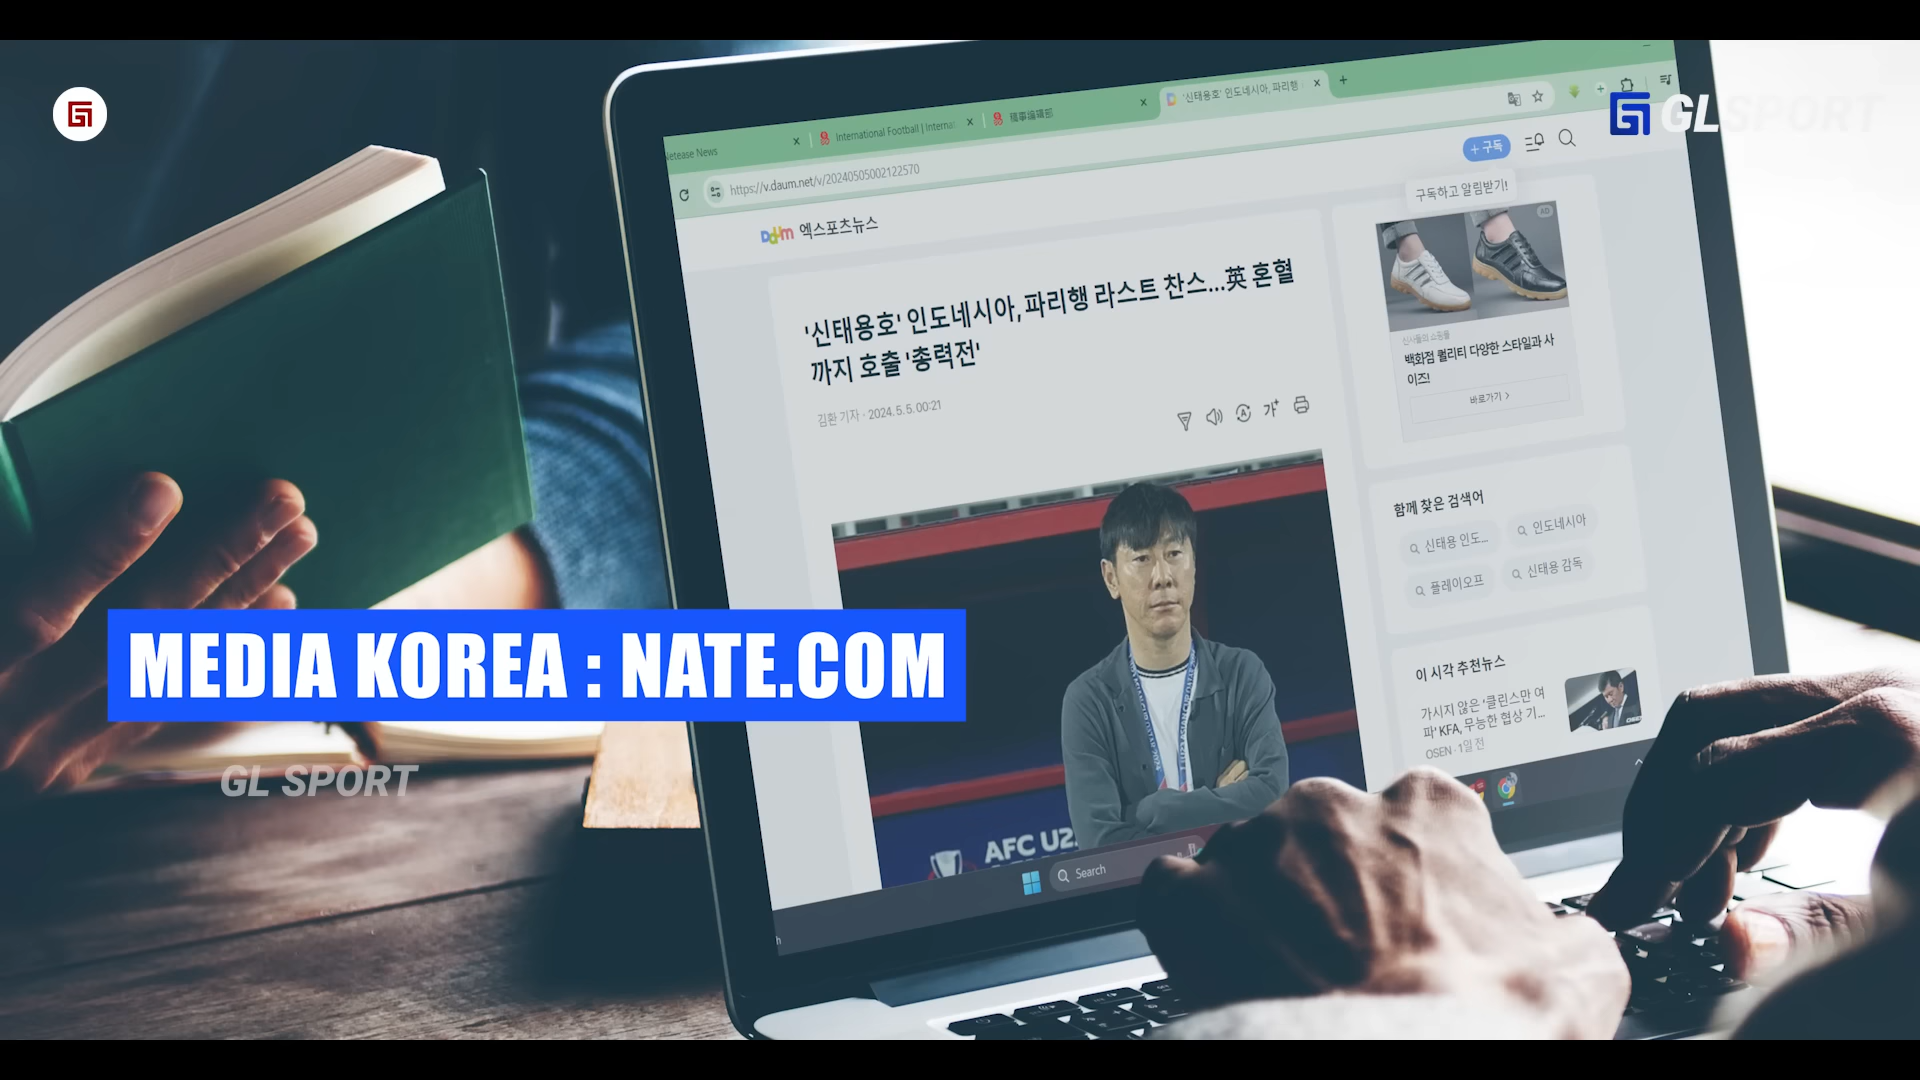 GLSPORT
Netease News
International Football | Interna
'신태용호' 인도네시아, 파리행
https://v.daum.net/v/20240505002122570
+ 구독
구독하고 알림받기!
Daum 엑스포츠뉴스
'신태용호' 인도네시아, 파리행 라스트 찬스...英 혼혈
까지 호출 '총력전'
김환 기자 · 2024. 5. 5. 00:21
가+
AD
신사들의 쇼핑몰
백화점 퀄리티 다양한 스타일과 사
이즈!
바로가기 >
함께 찾은 검색어
신태용 인도...
인도네시아
플레이오프
신태용 감독
이 시각 추천뉴스
가시지 않은 '클린스만 여
파' KFA, 무능한 협상 기...
OSEN · 1일 전
MEDIA KOREA : NATE.COM
GL SPORT
AFC U23
Search